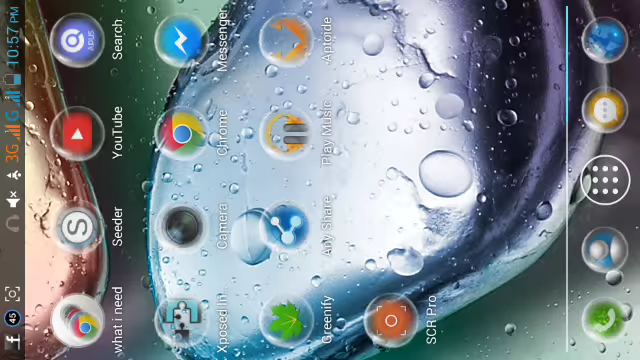 45
3G
G
10:57 PM
what i need
Seeder
YouTube
Search
APUS
Xposed In...
Camera
Chrome
Messenger
Greenify
Any Share
Play Music
Aptoide
SCR Pro